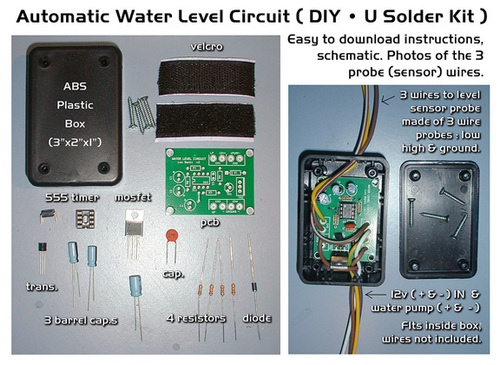 Automatic Water Level Circuit ( DIY • U Solder Kit )
Easy to download instructions,
schematic. Photos of the 3
probe (sensor) wires.
velcro
ABS
Plastic
Box
(3"x2"x1")
WATER LEVEL CIRCUIT
555 timer
mosfet
pcb
trans.
cap.
3 barrel cap.s
4 resistors
diode
3 wires to level
sensor probe
made of 3 wire
probes : low
high & ground.
12v ( + & - ) IN &
water pump ( + & - )
Fits inside box,
wires not included.